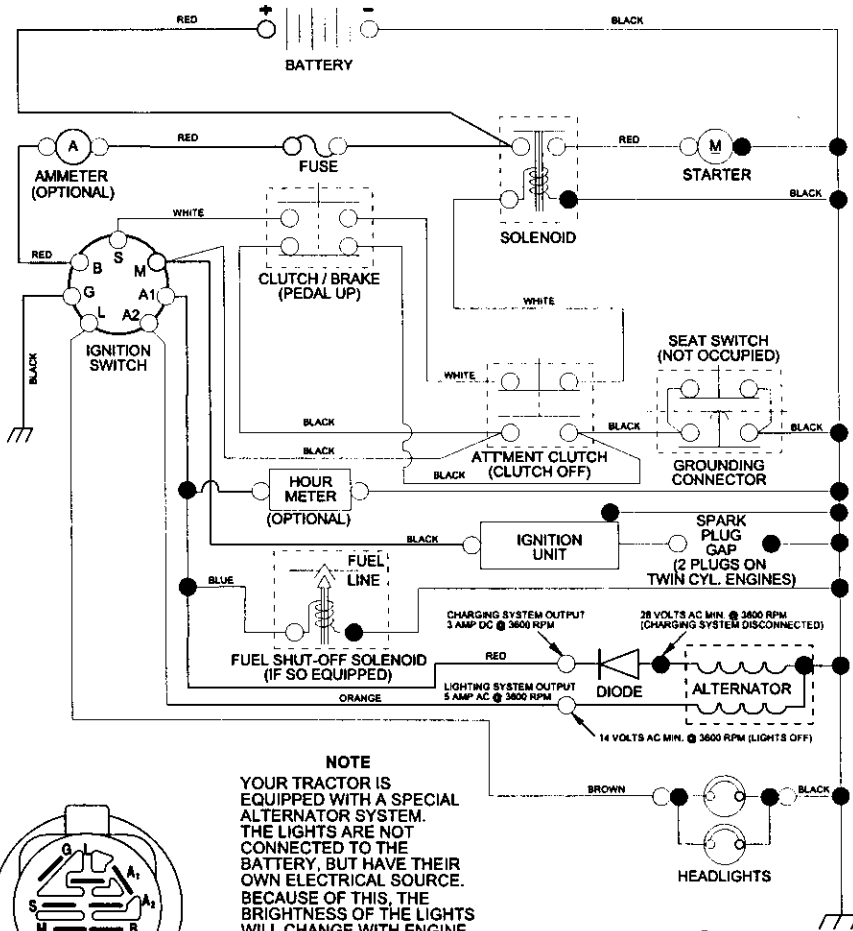 RED
+
-
BLACK
BATTERY
A
RED
AMMETER
(OPTIONAL)
FUSE
RED
M
STARTER
BLACK
SOLENOID
WHITE
CLUTCH / BRAKE
(PEDAL UP)
RED
S
B
M
G
A1
L
A2
IGNITION
SWITCH
BLACK
WHITE
SEAT SWITCH
(NOT OCCUPIED)
WHITE
BLACK
BLACK
BLACK
BLACK
BLACK
ATT'MENT CLUTCH
(CLUTCH OFF)
GROUNDING
CONNECTOR
HOUR
METER
(OPTIONAL)
BLACK
IGNITION
UNIT
SPARK
PLUG
GAP
(2 PLUGS ON
TWIN CYL. ENGINES)
FUEL
LINE
BLUE
FUEL SHUT-OFF SOLENOID
(IF SO EQUIPPED)
CHARGING SYSTEM OUTPUT
3 AMP DC @ 3600 RPM
28 VOLTS AC MIN. @ 3600 RPM
(CHARGING SYSTEM DISCONNECTED)
RED
DIODE
ALTERNATOR
ORANGE
LIGHTING SYSTEM OUTPUT
5 AMP AC @ 3600 RPM
14 VOLTS AC MIN. @ 3600 RPM (LIGHTS OFF)
BROWN
BLACK
HEADLIGHTS
NOTE
YOUR TRACTOR IS
EQUIPPED WITH A SPECIAL
ALTERNATOR SYSTEM.
THE LIGHTS ARE NOT
CONNECTED TO THE
BATTERY, BUT HAVE THEIR
OWN ELECTRICAL SOURCE.
BECAUSE OF THIS, THE
BRIGHTNESS OF THE LIGHTS
WILL CHANGE WITH ENGINE
G
L
A1
S
A2
M
B